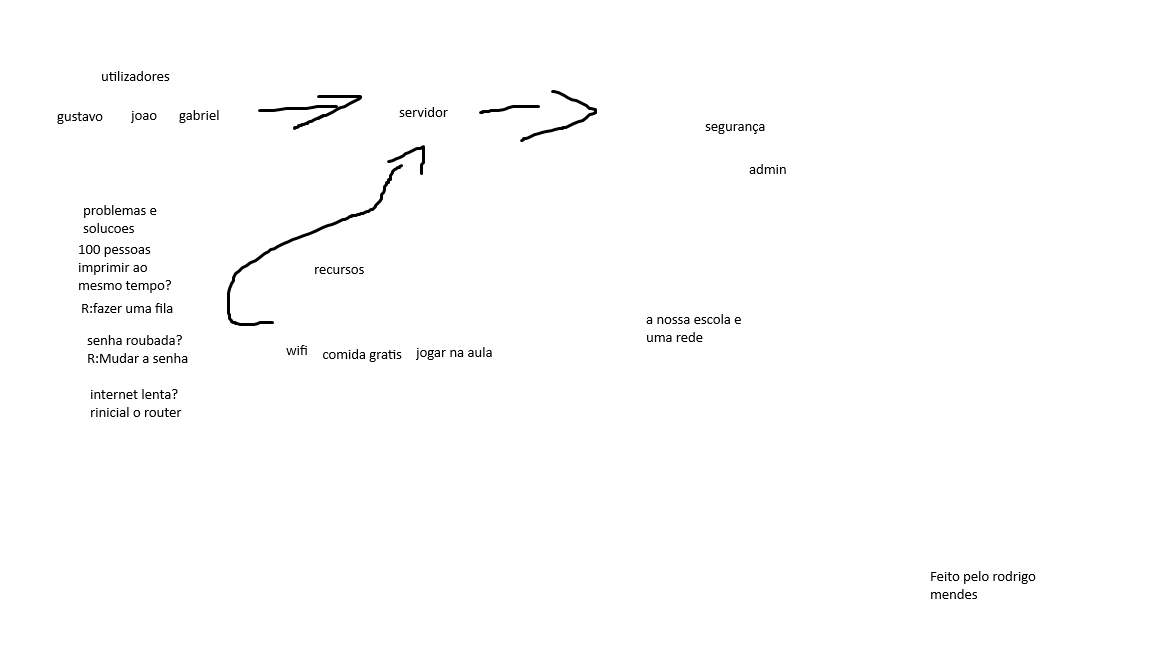 utilizadores
gustavo joao gabriel
servidor
segurança
admin
problemas e
solucoes
100 pessoas
imprimir ao
mesmo tempo?
R:fazer uma fila
senha roubada?
R:Mudar a senha
internet lenta?
rinicial o router
recursos
wifi comida gratis jogar na aula
a nossa escola e
uma rede
Feito pelo rodrigo
mendes